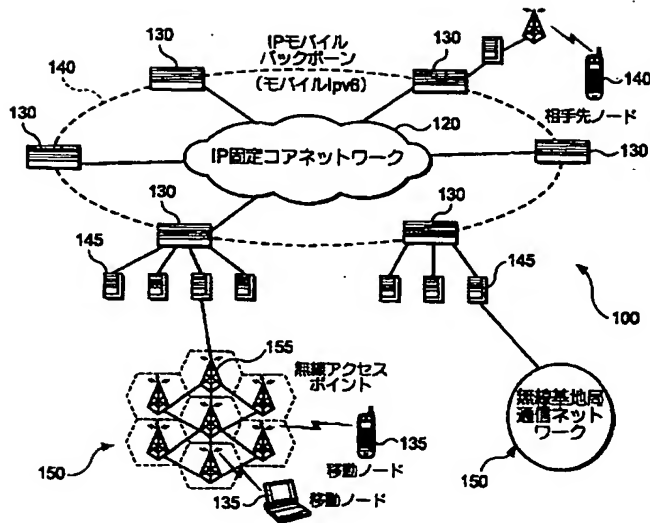 130
IPモバイル
バックボーン
(モバイルIpv6)
130
140
140
相手先ノード
130
120
IP固定コアネットワーク
130
130
130
145
145
100
155
無線アクセス
ポイント
無線基地局
通信ネット
ワーク
150
135
移動ノード
150
135
移動ノード